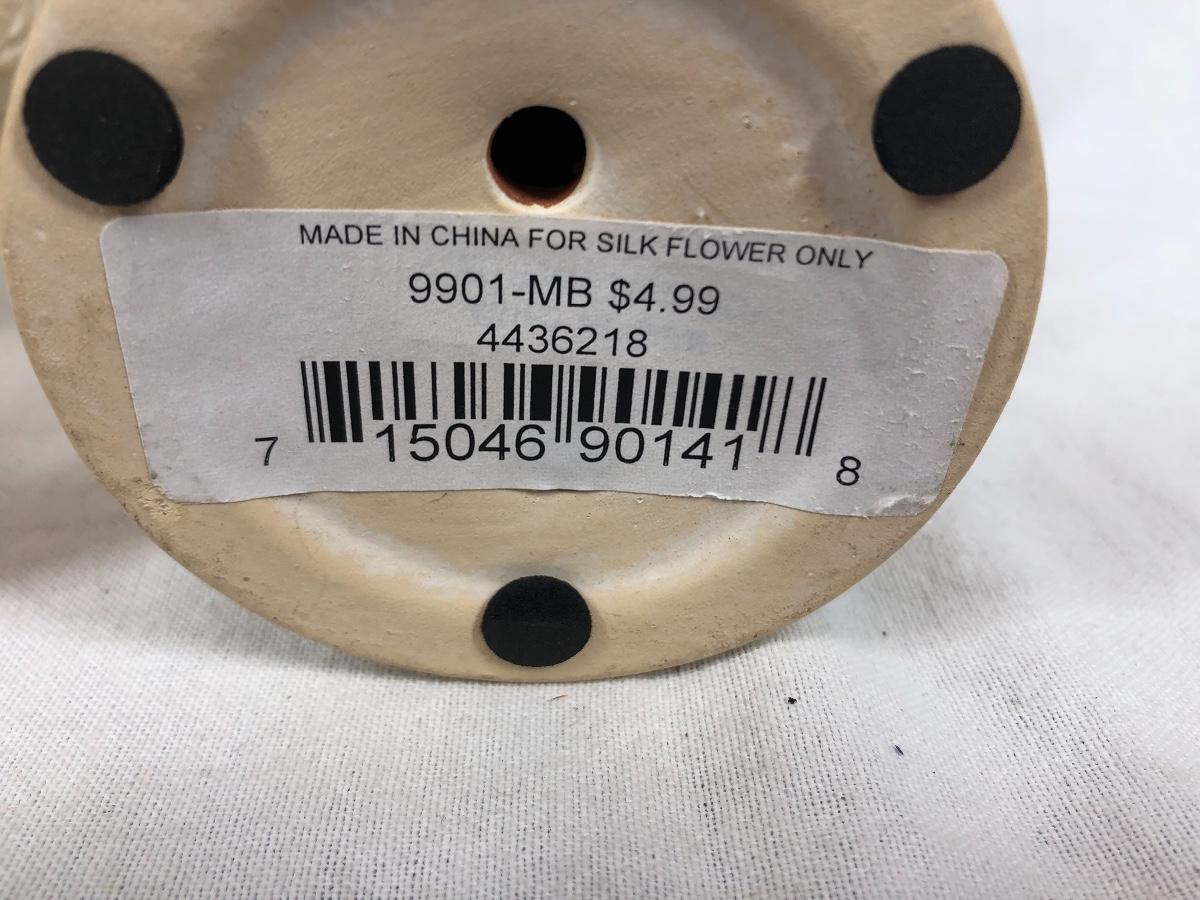 MADE IN CHINA FOR SILK FLOWER ONLY
9901-MB $4.99
4436218
7 15046 90141 8